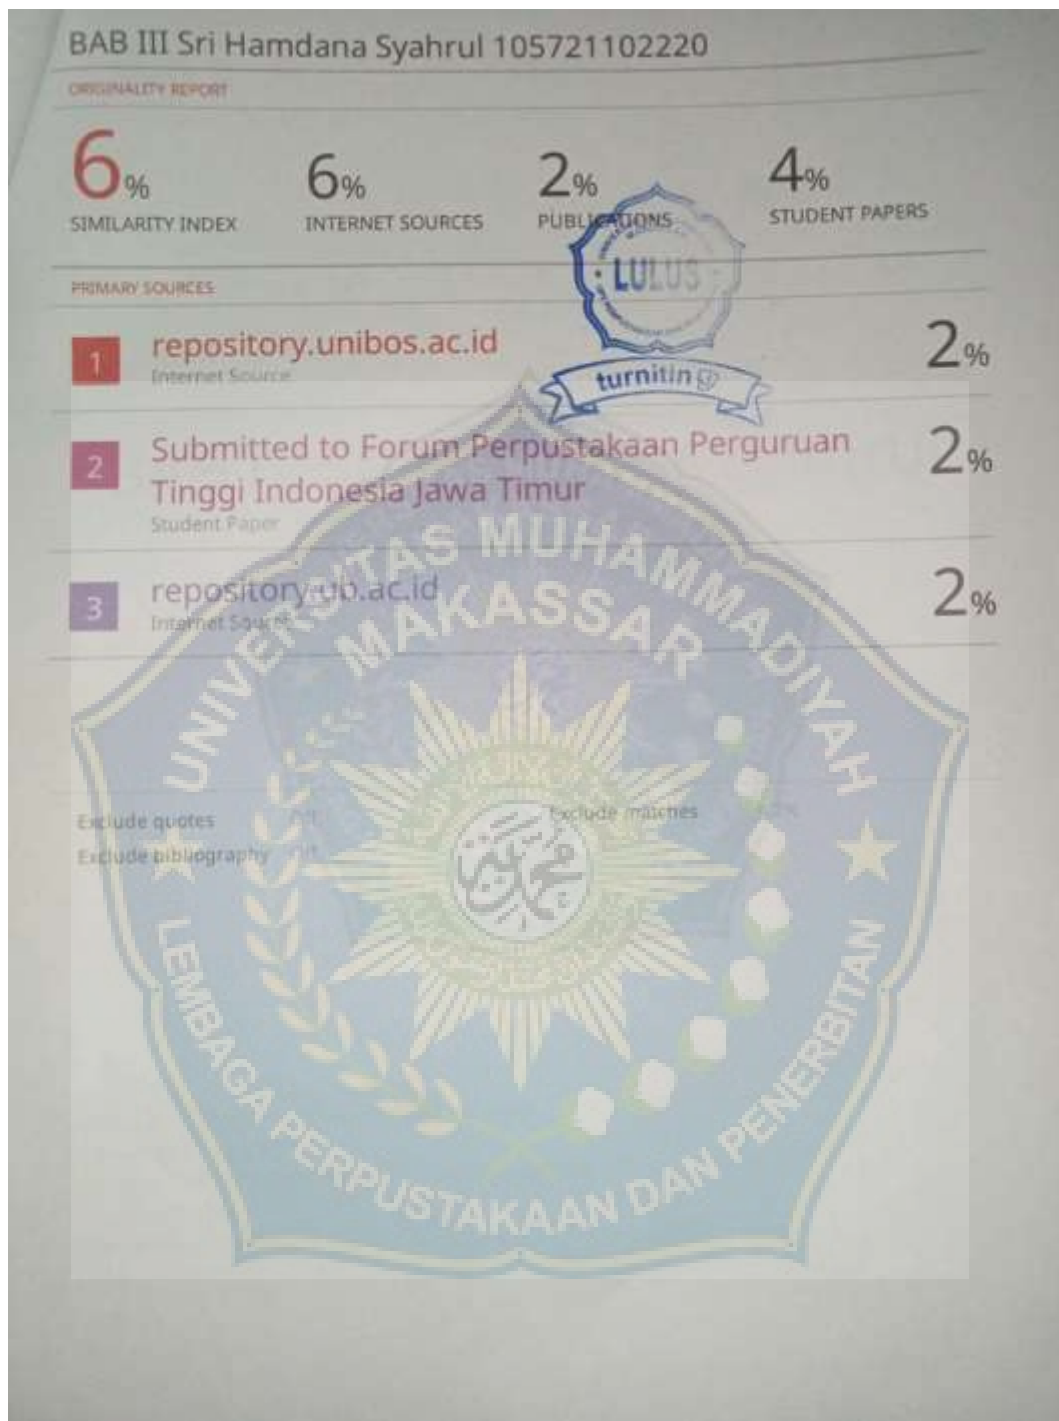 BAB III Sri Hamdana Syahrul 105721102220
ORIGINALITY REPORT
6% 6% 2% 4%
SIMILARITY INDEX INTERNET SOURCES PUBLICATIONS STUDENT PAPERS
LULUS
turnitin
PRIMARY SOURCES
1 repository.unibos.ac.id 2%
Internet Source
2 Submitted to Forum Perpustakaan Perguruan 2%
Tinggi Indonesia Jawa Timur
Student Paper
3 repository.ub.ac.id 2%
Internet Source
Exclude quotes Off Exclude matches
Exclude bibliography Off
UNIVERSITAS MUHAMMADIYAH
MAKASSAR
محمدية
LEMBAGA PERPUSTAKAAN DAN PENERBITAN